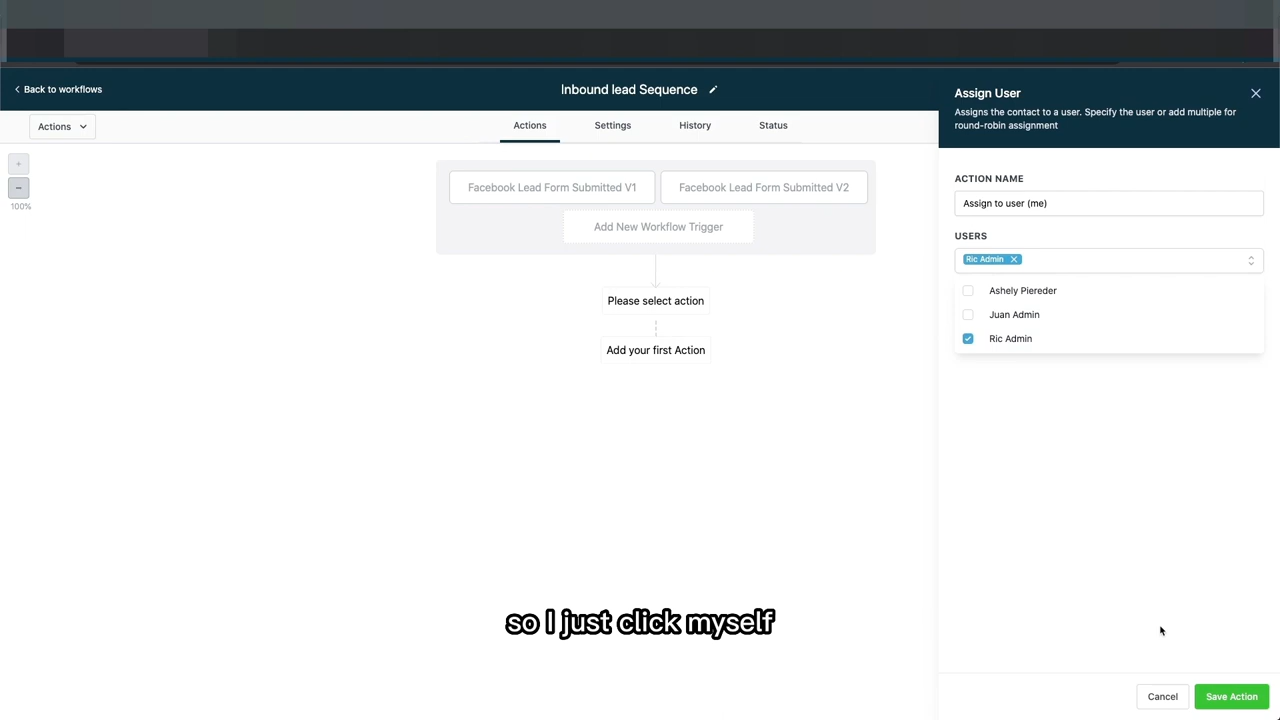 Back to workflows
Inbound lead Sequence
Actions
Actions
Settings
History
Status
100%
Facebook Lead Form Submitted V1
Facebook Lead Form Submitted V2
Add New Workflow Trigger
Please select action
Add your first Action
so I just click myself
Assign User
Assigns the contact to a user. Specify the user or add multiple for
round-robin assignment
ACTION NAME
Assign to user (me)
USERS
Ric Admin
Ashely Piereder
Juan Admin
Ric Admin
Cancel
Save Action